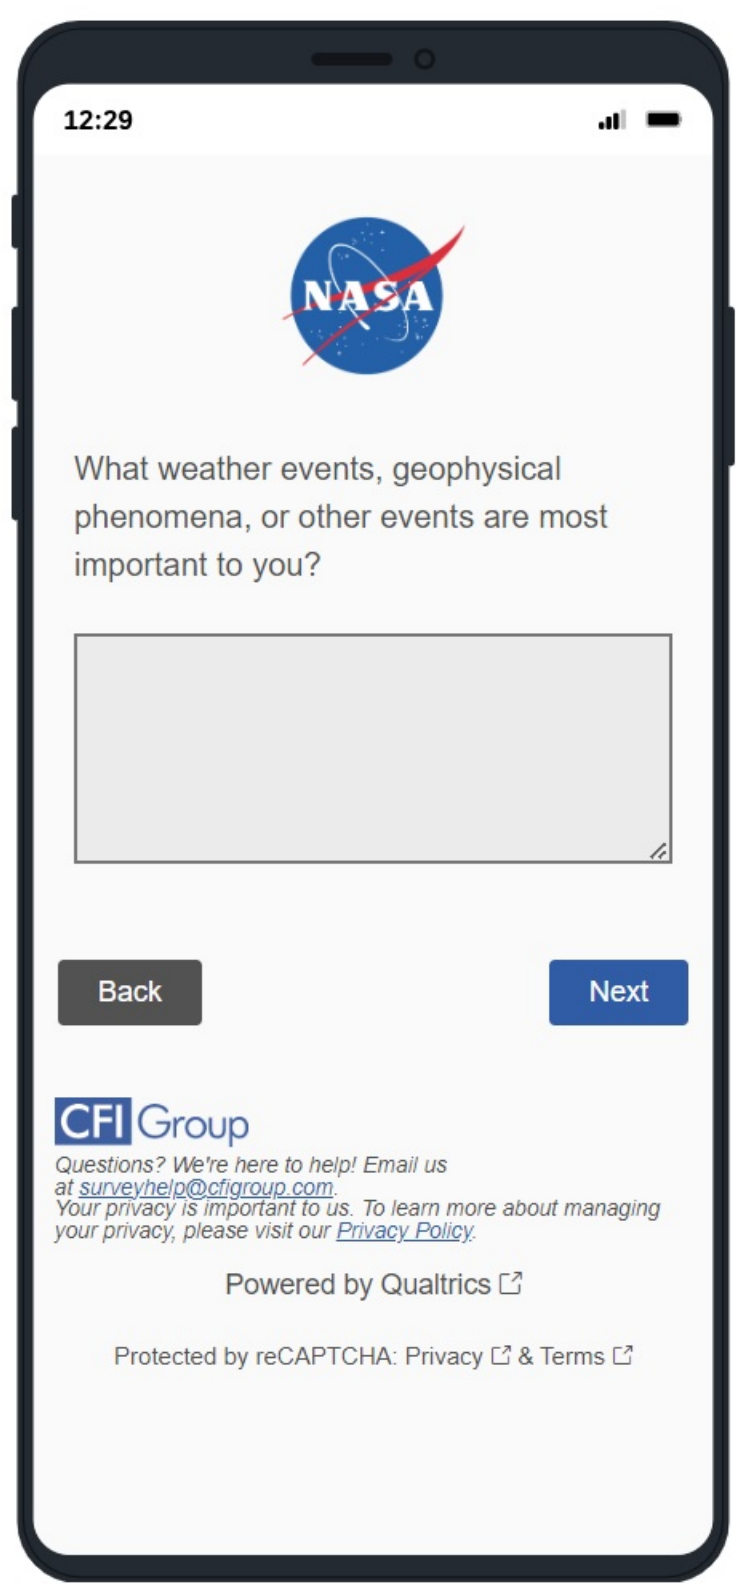 12:29
NASA
What weather events, geophysical
phenomena, or other events are most
important to you?
Back
Next
CFI Group
Questions? We're here to help! Email us
at surveyhelp@cfigroup.com.
Your privacy is important to us. To learn more about managing
your privacy, please visit our Privacy Policy.
Powered by Qualtrics
Protected by reCAPTCHA: Privacy & Terms